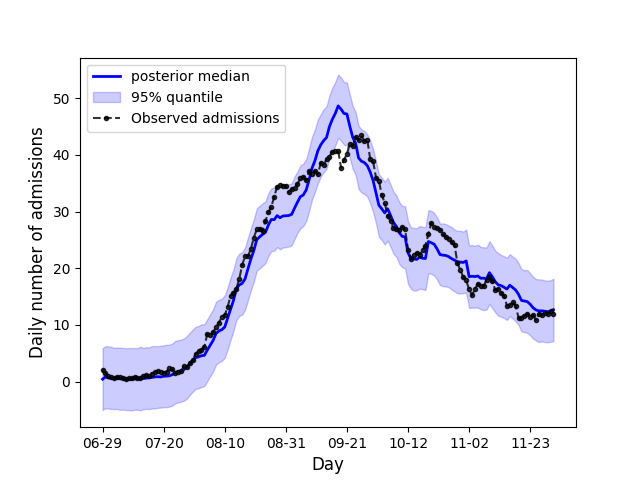 posterior median
95% quantile
Observed admissions
Daily number of admissions
50
40
30
20
10
0
06-29 07-20 08-10 08-31 09-21 10-12 11-02 11-23
Day